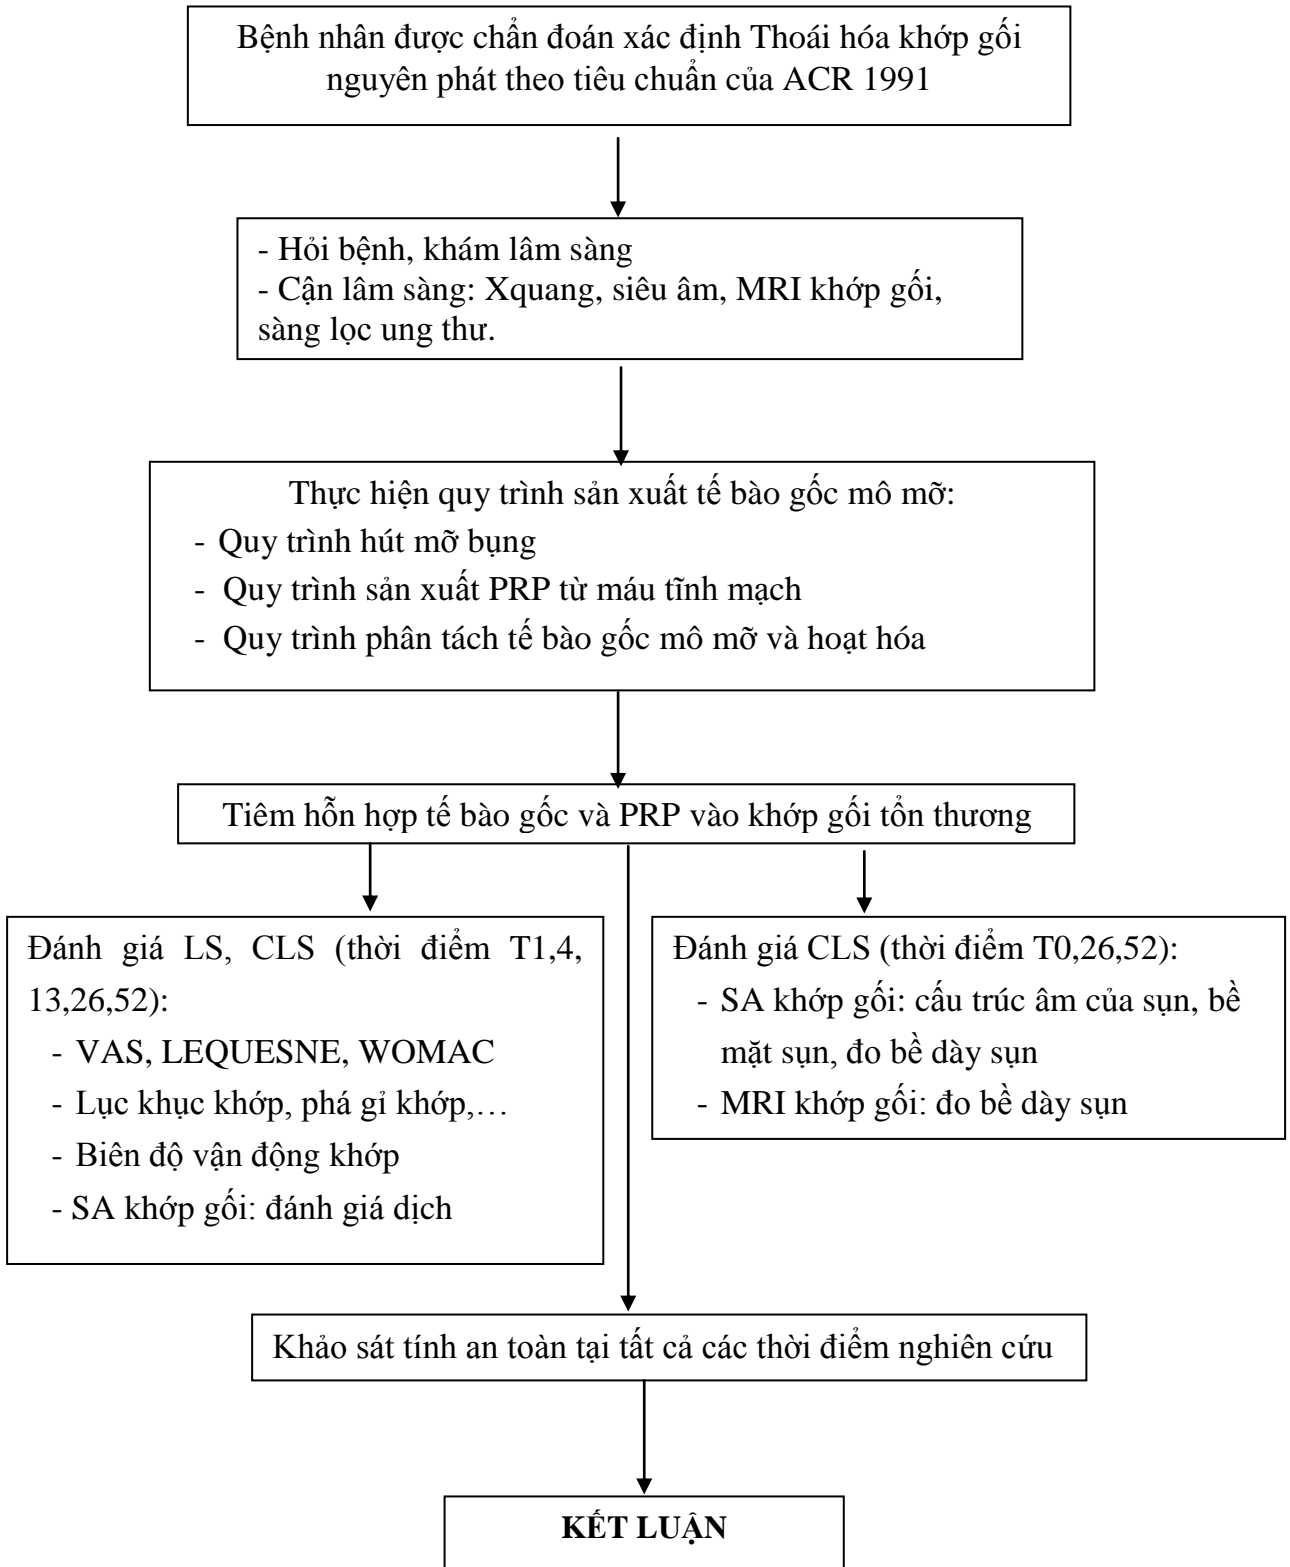 Bệnh nhân được chẩn đoán xác định Thoái hóa khớp gối
nguyên phát theo tiêu chuẩn của ACR 1991
- Hỏi bệnh, khám lâm sàng
- Cận lâm sàng: Xquang, siêu âm, MRI khớp gối,
sàng lọc ung thư.
Thực hiện quy trình sản xuất tế bào gốc mô mỡ:
- Quy trình hút mỡ bụng
- Quy trình sản xuất PRP từ máu tĩnh mạch
- Quy trình phân tách tế bào gốc mô mỡ và hoạt hóa
Tiêm hỗn hợp tế bào gốc và PRP vào khớp gối tổn thương
Đánh giá LS, CLS (thời điểm T1,4,
13,26,52):
- VAS, LEQUESNE, WOMAC
- Lục khục khớp, phá gỉ khớp,…
- Biên độ vận động khớp
- SA khớp gối: đánh giá dịch
Đánh giá CLS (thời điểm T0,26,52):
- SA khớp gối: cấu trúc âm của sụn, bề
mặt sụn, đo bề dày sụn
- MRI khớp gối: đo bề dày sụn
Khảo sát tính an toàn tại tất cả các thời điểm nghiên cứu
KẾT LUẬN